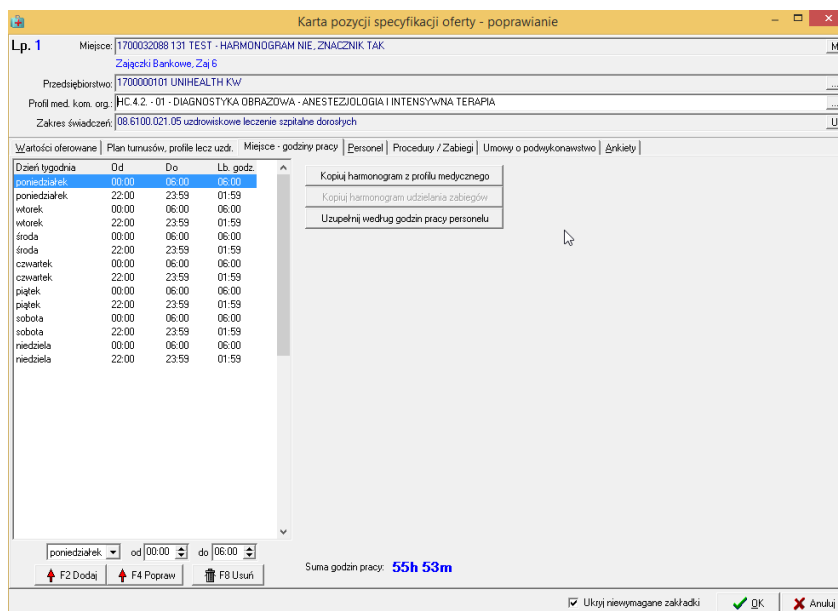 Karta pozycji specyfikacji oferty - poprawianie
Lp. 1 Miejsce: 1700032088 131 TEST - HARMONOGRAM NIE, ZNACZNIK TAK M
Zajączki Bankowe, Zaj 6
Przedsiębiorstwo: 1700000101 UNIHEALTH KW ...
Profil med. kom. org.: HC.4.2. - 01 - DIAGNOSTYKA OBRAZOWA - ANESTEZJOLOGIA I INTENSYWNA TERAPIA ...
Zakres świadczeń: 08.6100.021.05 uzdrowiskowe leczenie szpitalne dorosłych U
Wartości oferowane Plan turnusów, profile lecz uzdr. Miejsce - godziny pracy Personel Procedury / Zabiegi Umowy o podwykonawstwo Ankiety
Dzień tygodnia Od Do Lb. godz.
poniedziałek 00:00 06:00 06:00
poniedziałek 22:00 23:59 01:59
wtorek 00:00 06:00 06:00
wtorek 22:00 23:59 01:59
środa 00:00 06:00 06:00
środa 22:00 23:59 01:59
czwartek 00:00 06:00 06:00
czwartek 22:00 23:59 01:59
piątek 00:00 06:00 06:00
piątek 22:00 23:59 01:59
sobota 00:00 06:00 06:00
sobota 22:00 23:59 01:59
niedziela 00:00 06:00 06:00
niedziela 22:00 23:59 01:59
Kopiuj harmonogram z profilu medycznego
Kopiuj harmonogram udzielania zabiegów
Uzupełnij według godzin pracy personelu
poniedziałek od 00:00 do 06:00
F2 Dodaj F4 Popraw F8 Usuń
Suma godzin pracy: 55h 53m
Ukryj niewymagane zakładki OK Anuluj